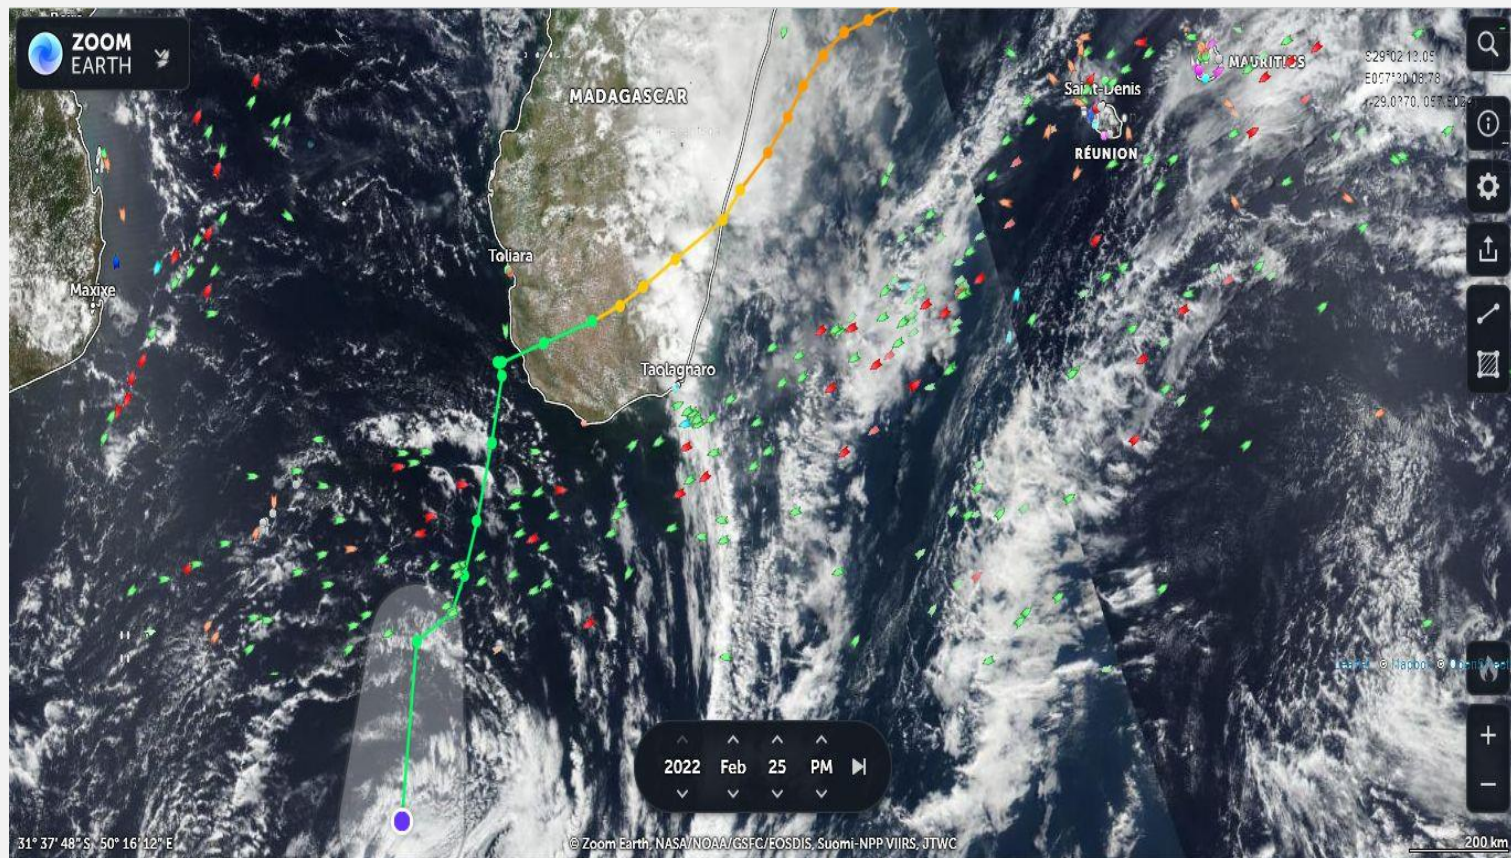 ZOOM
EARTH
MADAGASCAR
MAURITIUS
Saint-Denis
RÉUNION
Toliara
Maxixe
Taolagnaro
2022 Feb 25 PM
31° 37' 48" S 50° 16' 12" E
© Zoom Earth, NASA/NOAA/GSFC/EOSDIS, Suomi-NPP VIIRS, JTWC
200 km